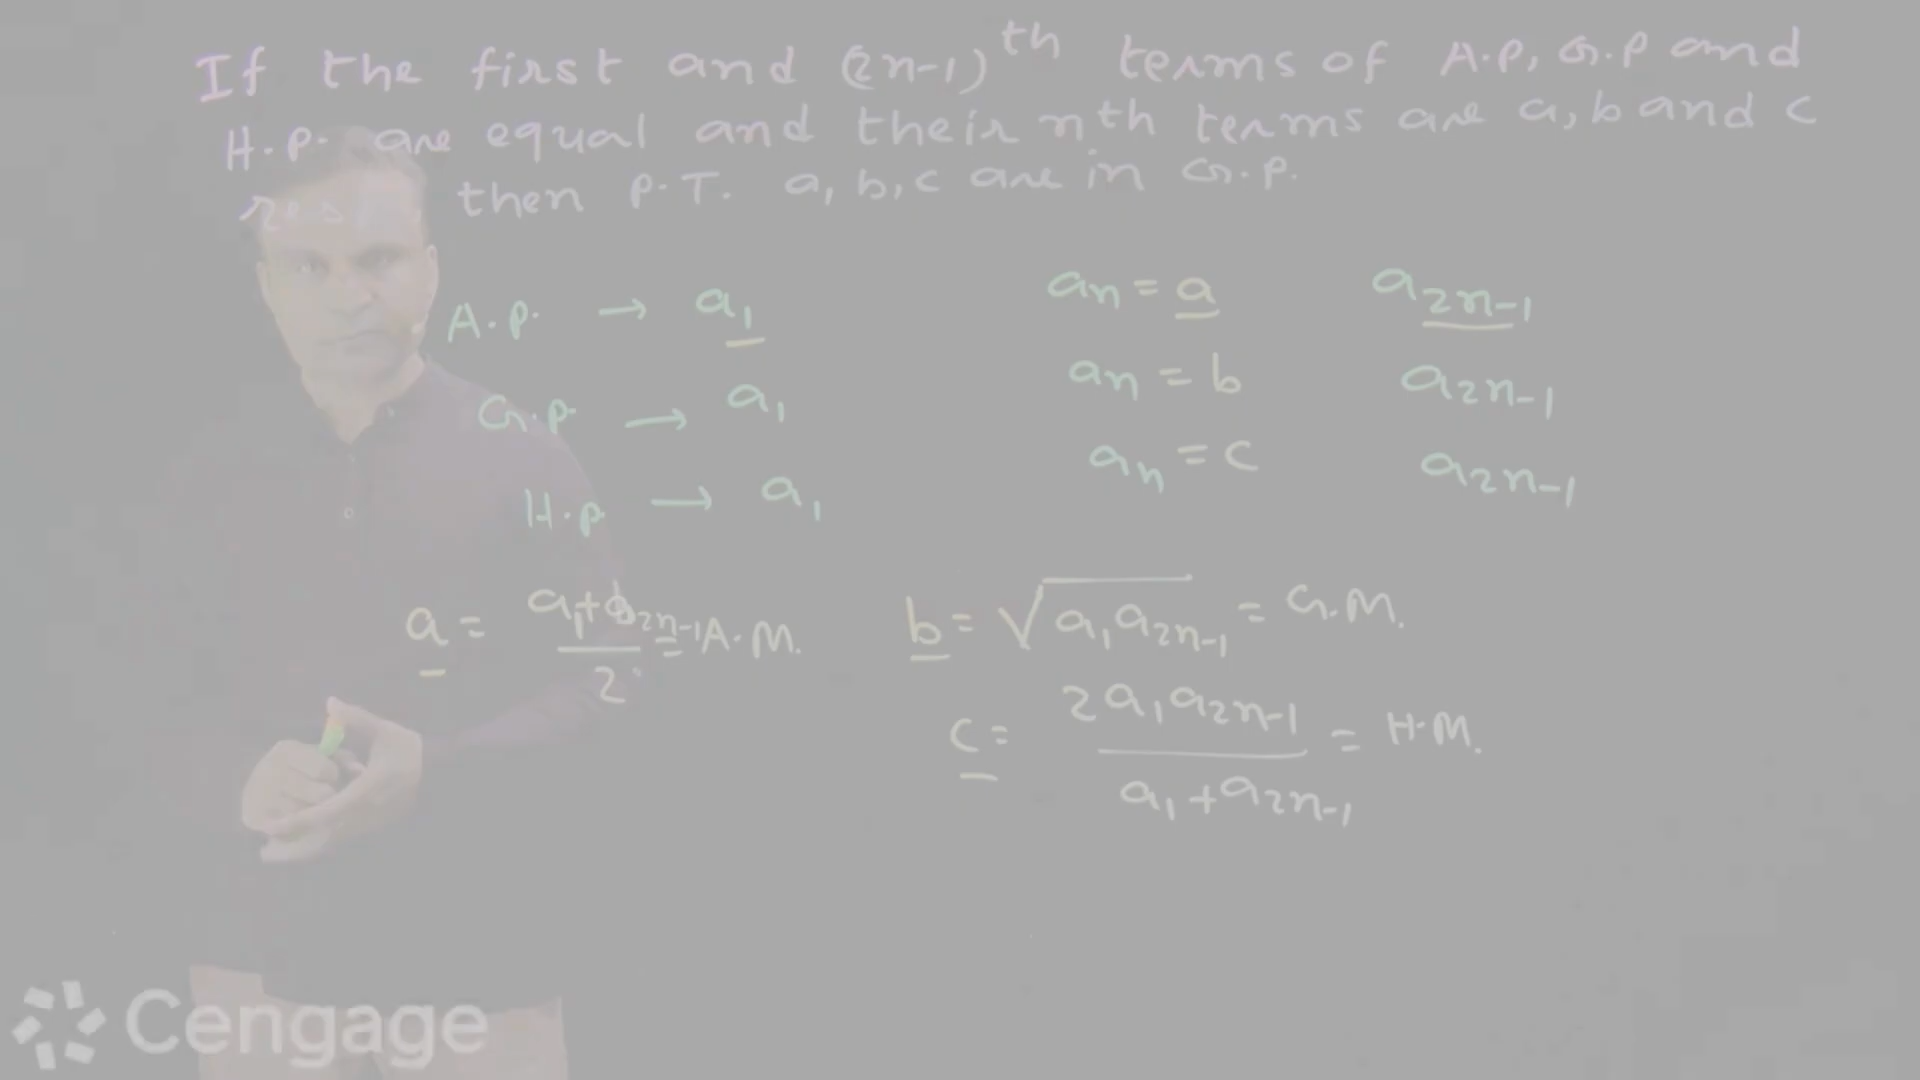 If the first and (2n-1)th terms of A.P, G.P and
H.P. are equal and their nth terms are a, b and c
resp. then P.T. a, b, c are in G.P.
A.P. → a₁ aₙ = a a₂ₙ₋₁
G.P → a₁ aₙ = b a₂ₙ₋₁
H.P → a₁ aₙ = c a₂ₙ₋₁
a = (a₁+a₂ₙ₋₁)/2 = A.M. b = √(a₁a₂ₙ₋₁) = G.M.
c = 2a₁a₂ₙ₋₁/(a₁+a₂ₙ₋₁) = H.M.
Cengage